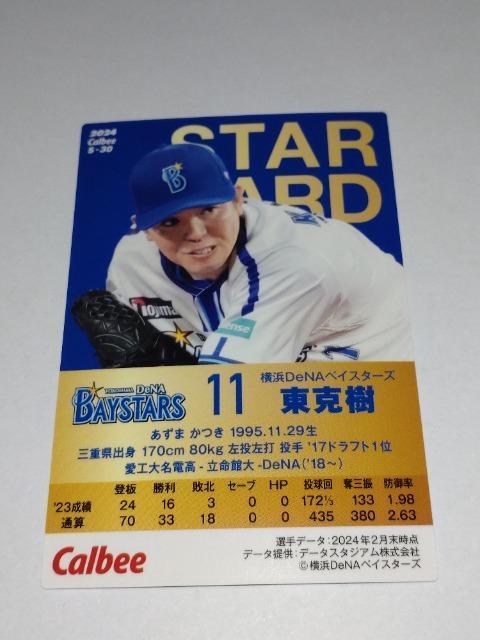 2024
Calbee
S-30
STAR
CARD
Nojima
ense
YOKOHAMA DeNA
BAYSTARS
11
横浜DeNAベイスターズ
東克樹
あずま かつき 1995.11.29生
三重県出身 170cm 80kg 左投左打 投手 '17ドラフト1位
愛工大名電高 - 立命館大 -DeNA('18～)
登板 勝利 敗北 セーブ HP 投球回 奪三振 防御率
'23成績 24 16 3 0 0 172⅓ 133 1.98
通算 70 33 18 0 0 435 380 2.63
Calbee
選手データ：2024年2月末時点
データ提供：データスタジアム株式会社
©横浜DeNAベイスターズ